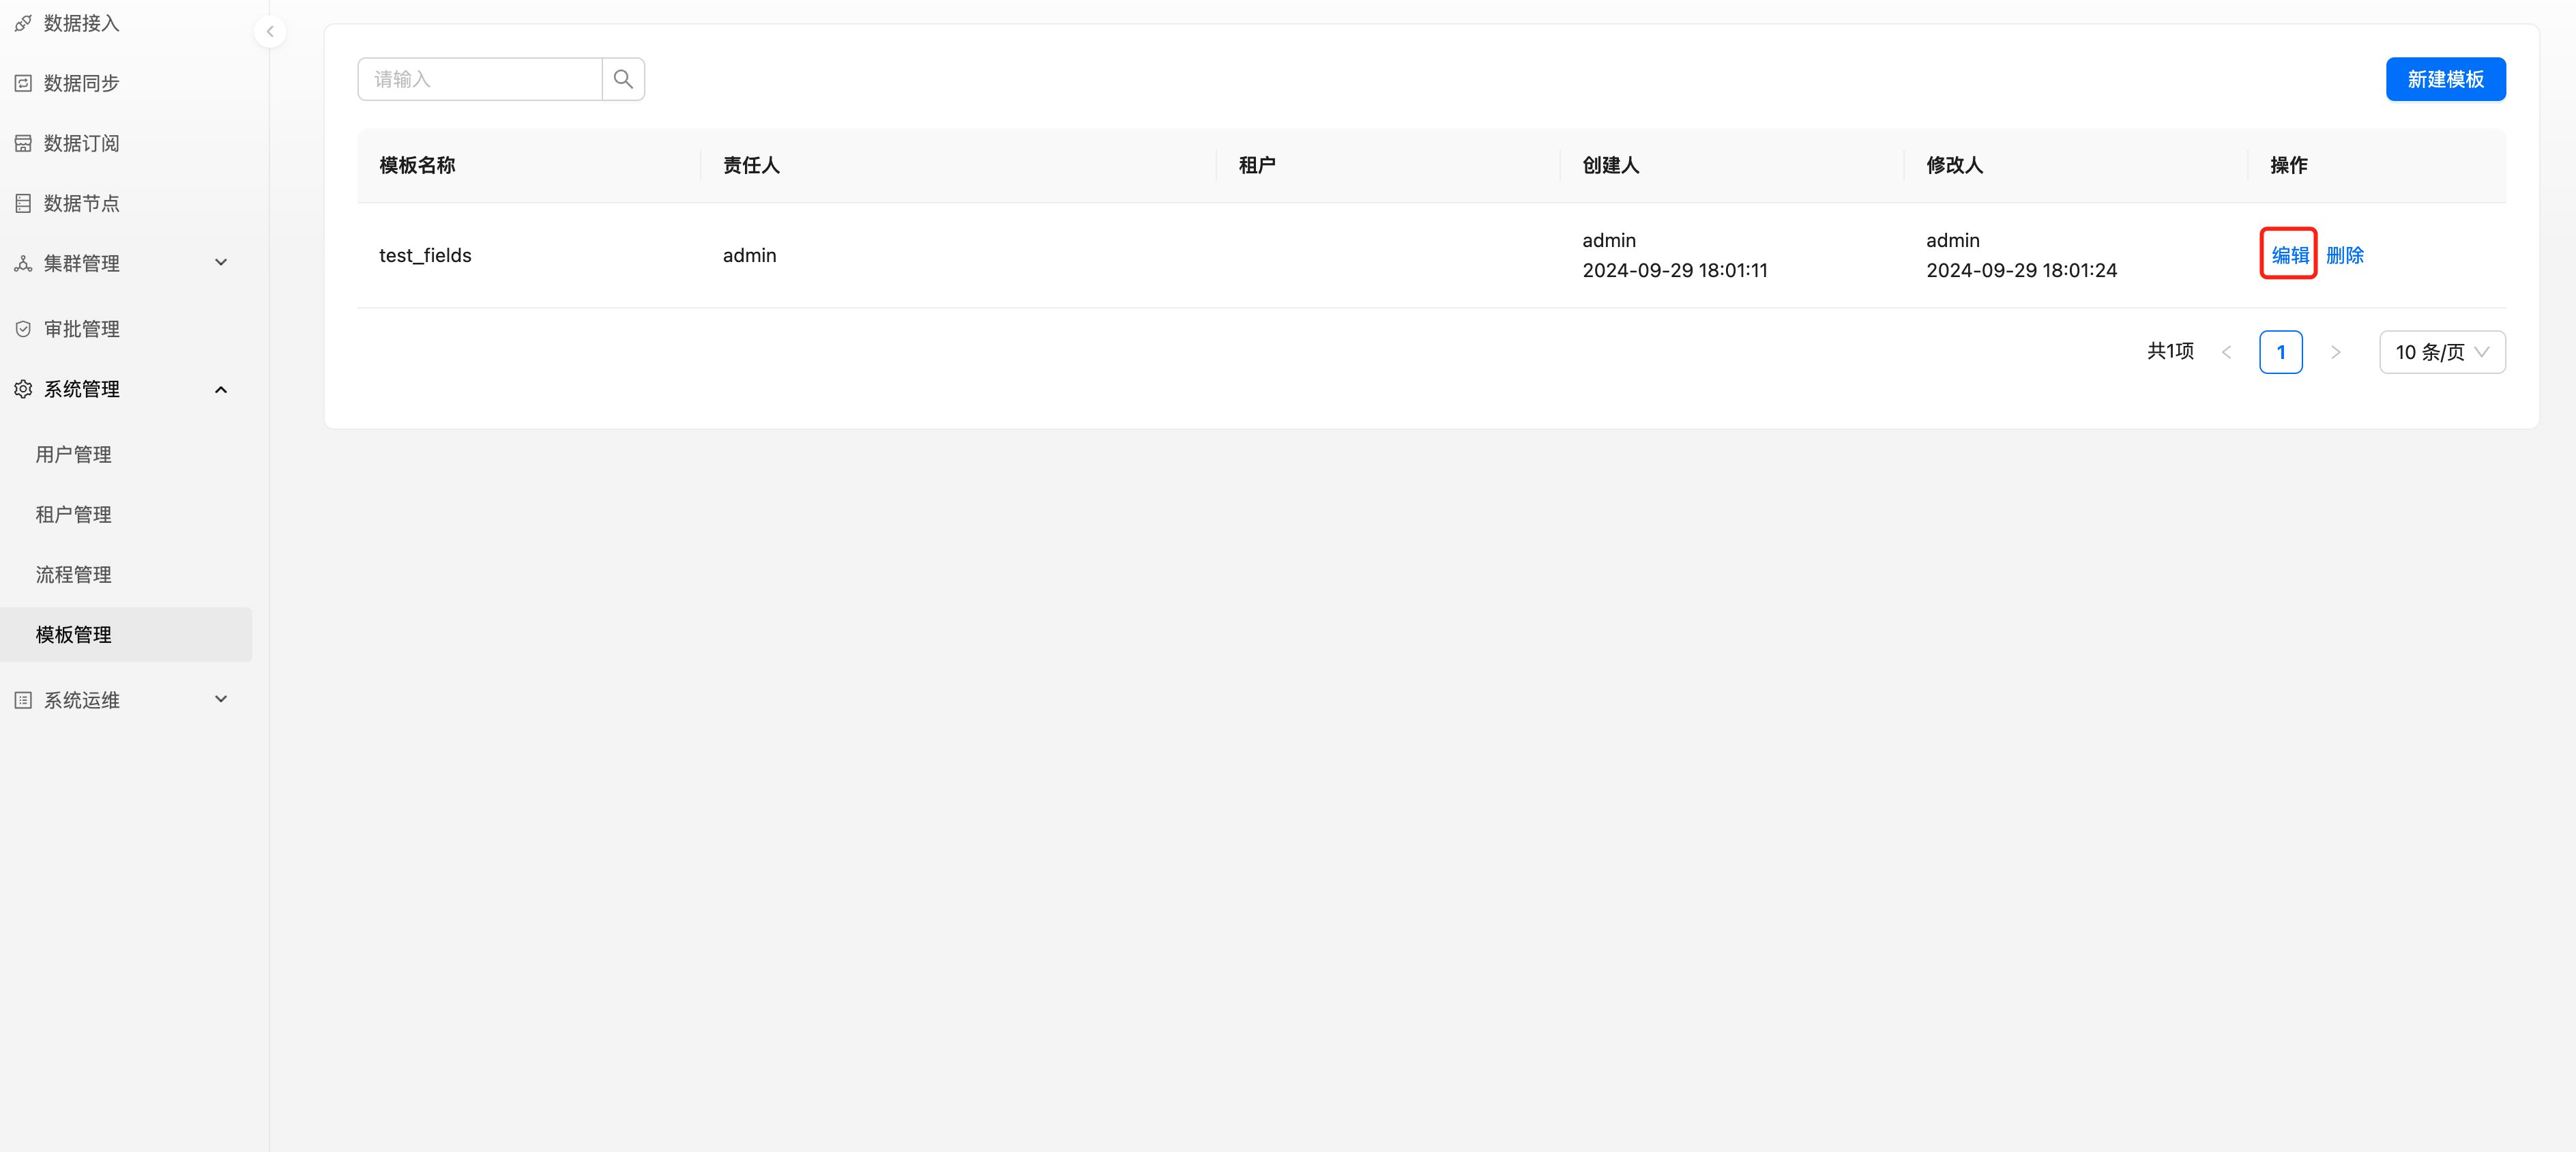 数据接入
数据同步
数据订阅
数据节点
集群管理
审批管理
系统管理
用户管理
租户管理
流程管理
模板管理
系统运维
请输入
新建模板
模板名称 责任人 租户 创建人 修改人 操作
test_fields admin admin 2024-09-29 18:01:11 admin 2024-09-29 18:01:24 编辑 删除
共1项 1 10 条/页